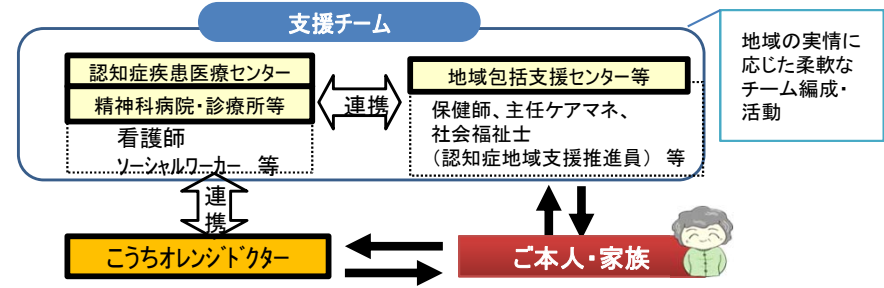 支援チーム
認知症疾患医療センター
精神科病院・診療所等
看護師
ソーシャルワーカー 等
連携
地域包括支援センター等
保健師、主任ケアマネ、
社会福祉士
（認知症地域支援推進員） 等
地域の実情に
応じた柔軟な
チーム編成・
活動
連
携
こうちオレンジドクター
ご本人・家族